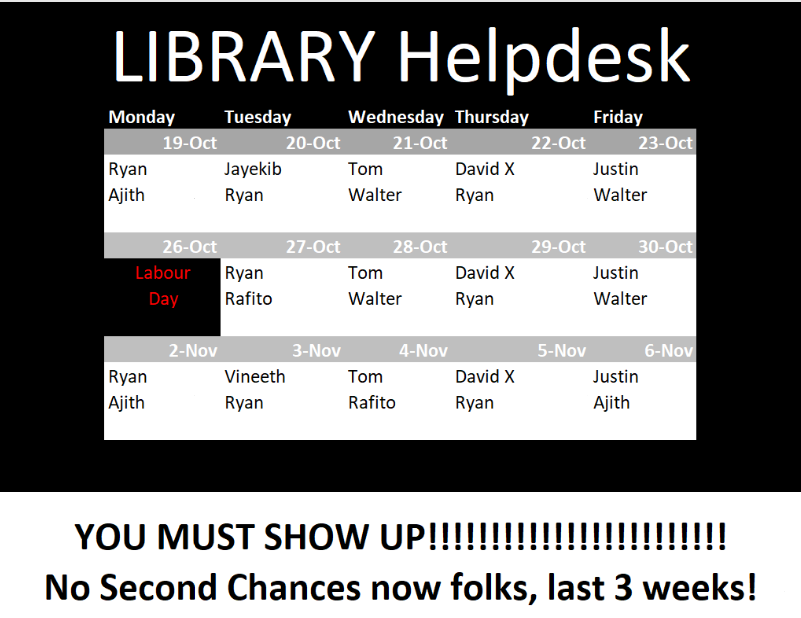 LIBRARY Helpdesk
Monday Tuesday Wednesday Thursday Friday
19-Oct 20-Oct 21-Oct 22-Oct 23-Oct
Ryan Jayekib Tom David X Justin
Ajith Ryan Walter Ryan Walter
26-Oct 27-Oct 28-Oct 29-Oct 30-Oct
Labour Ryan Tom David X Justin
Day Rafito Walter Ryan Walter
2-Nov 3-Nov 4-Nov 5-Nov 6-Nov
Ryan Vineeth Tom David X Justin
Ajith Ryan Rafito Ryan Ajith
YOU MUST SHOW UP!!!!!!!!!!!!!!!!!!!!!!!!
No Second Chances now folks, last 3 weeks!